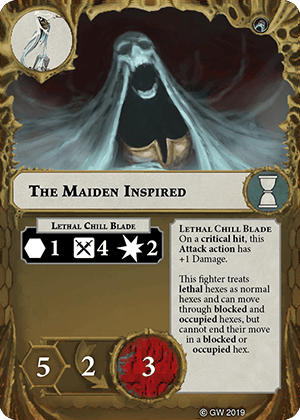 The Maiden Inspired
Lethal Chill Blade
1 4 2
Lethal Chill Blade
On a critical hit, this
Attack action has
+1 Damage.
This fighter treats
lethal hexes as normal
hexes and can move
through blocked and
occupied hexes, but
cannot end their move
in a blocked or
occupied hex.
5 2 3
© GW 2019